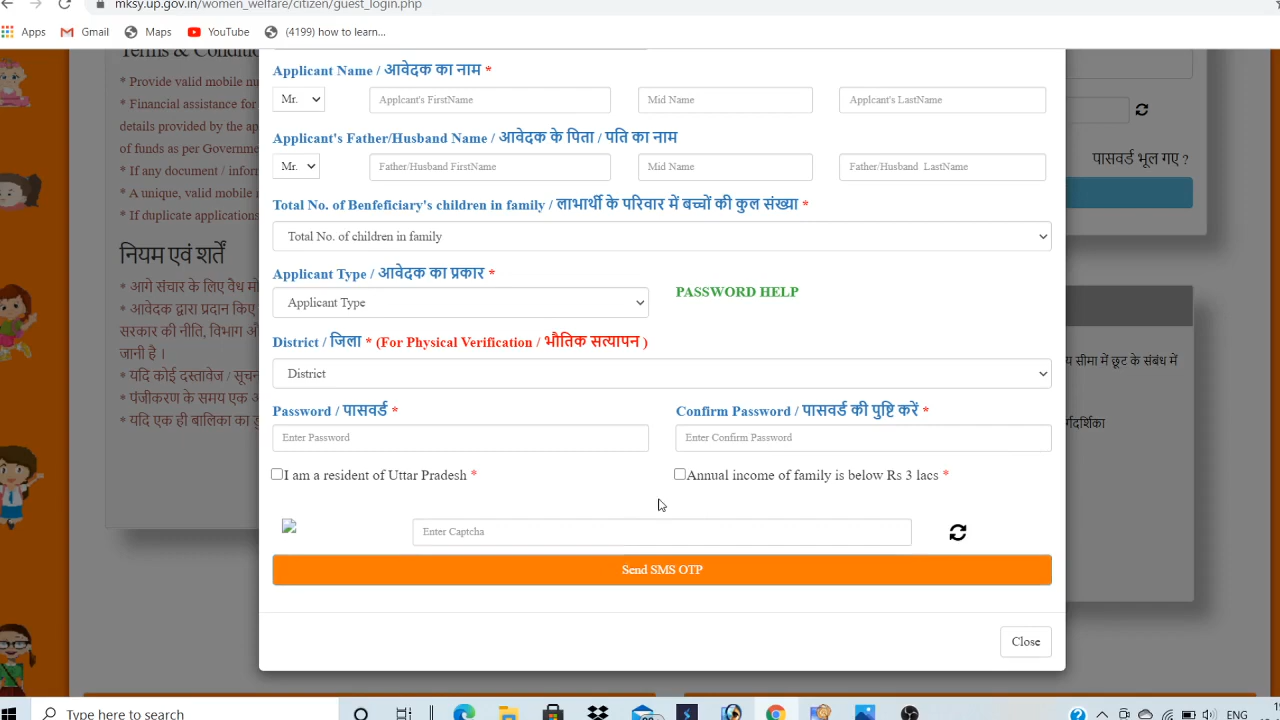 mksy.up.gov.in/women_welfare/citizen/guest_login.php
Apps Gmail Maps YouTube (4199) how to learn...
Terms & Conditio
* Provide valid mobile nu
* Financial assistance for
details provided by the ap
of funds as per Governme
* If any document / infor
* A unique, valid mobile
* If duplicate applications
नियम एवं शर्तें
* आगे संचार के लिए वैध मो
* आवेदक द्वारा प्रदान किए
सरकार की नीति, विभाग औ
जानी है ।
* यदि कोई दस्तावेज / सूचन
* पंजीकरण के समय एक अ
* यदि एक ही बालिका का डु
Applicant Name / आवेदक का नाम *
Mr. Applcant's FirstName Mid Name Applcant's LastName
Applicant's Father/Husband Name / आवेदक के पिता / पति का नाम
Mr. Father/Husband FirstName Mid Name Father/Husband LastName
Total No. of Benfeficiary's children in family / लाभार्थी के परिवार में बच्चों की कुल संख्या *
Total No. of children in family
Applicant Type / आवेदक का प्रकार *
Applicant Type
PASSWORD HELP
District / जिला * (For Physical Verification / भौतिक सत्यापन )
District
Password / पासवर्ड *
Enter Password
Confirm Password / पासवर्ड की पुष्टि करें *
Enter Confirm Password
I am a resident of Uttar Pradesh *
Annual income of family is below Rs 3 lacs *
Enter Captcha
Send SMS OTP
Close
पासवर्ड भूल गए ?
य सीमा में छूट के संबंध में
र्गदर्शिका
Type here to search